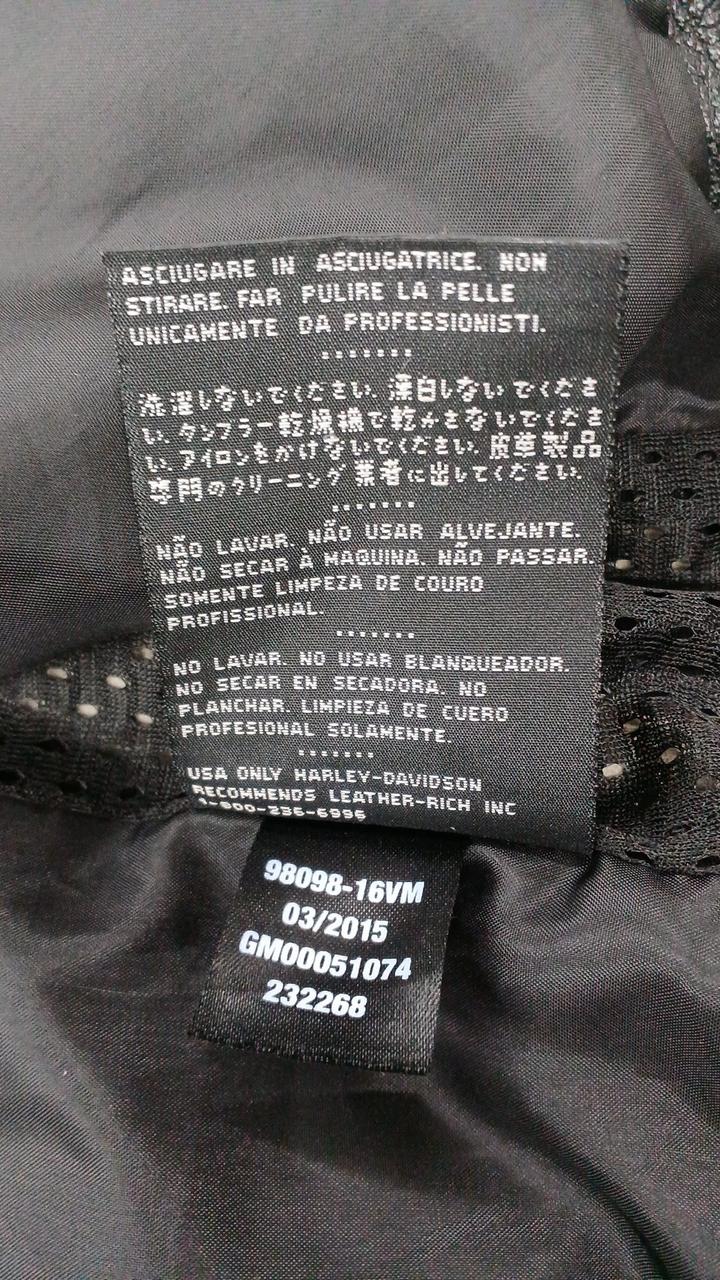 ASCIUGARE IN ASCIUGATRICE. NON
STIRARE. FAR PULIRE LA PELLE
UNICAMENTE DA PROFESSIONISTI.
.......
洗濯しないでください. 漂白しないでくださ
い. タンブラー乾燥機で乾かさないでくださ
い. アイロンをかけないでください. 皮革製品
専門のクリーニング業者に出してください.
.......
NÃO LAVAR. NÃO USAR ALVEJANTE.
NÃO SECAR À MAQUINA. NÃO PASSAR.
SOMENTE LIMPEZA DE COURO
PROFISSIONAL.
.......
NO LAVAR. NO USAR BLANQUEADOR.
NO SECAR EN SECADORA. NO
PLANCHAR. LIMPIEZA DE CUERO
PROFESIONAL SOLAMENTE.
.......
USA ONLY HARLEY-DAVIDSON
RECOMMENDS LEATHER-RICH INC
1-800-236-6996
98098-16VM
03/2015
GM00051074
232268